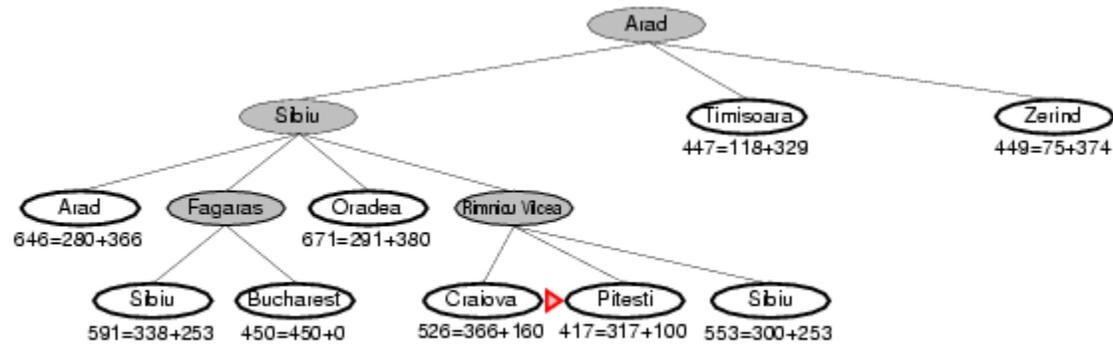 Arad
Sibiu
Timisoara
Zerind
447=118+329
449=75+374
Arad
Fagaras
Oradea
Rimnicu Vilcea
646=280+366
671=291+380
Sibiu
Bucharest
Craiova
Pitesti
Sibiu
591=338+253
450=450+0
526=366+160
417=317+100
553=300+253